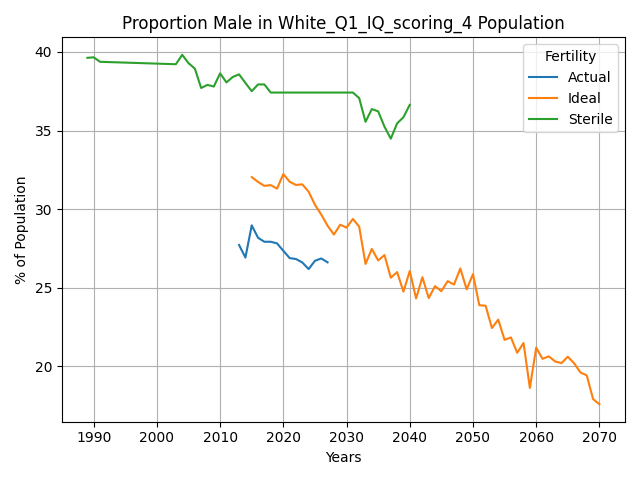 Proportion Male in White_Q1_IQ_scoring_4 Population
Fertility
Actual
Ideal
Sterile
% of Population
40
35
30
25
20
1990 2000 2010 2020 2030 2040 2050 2060 2070
Years